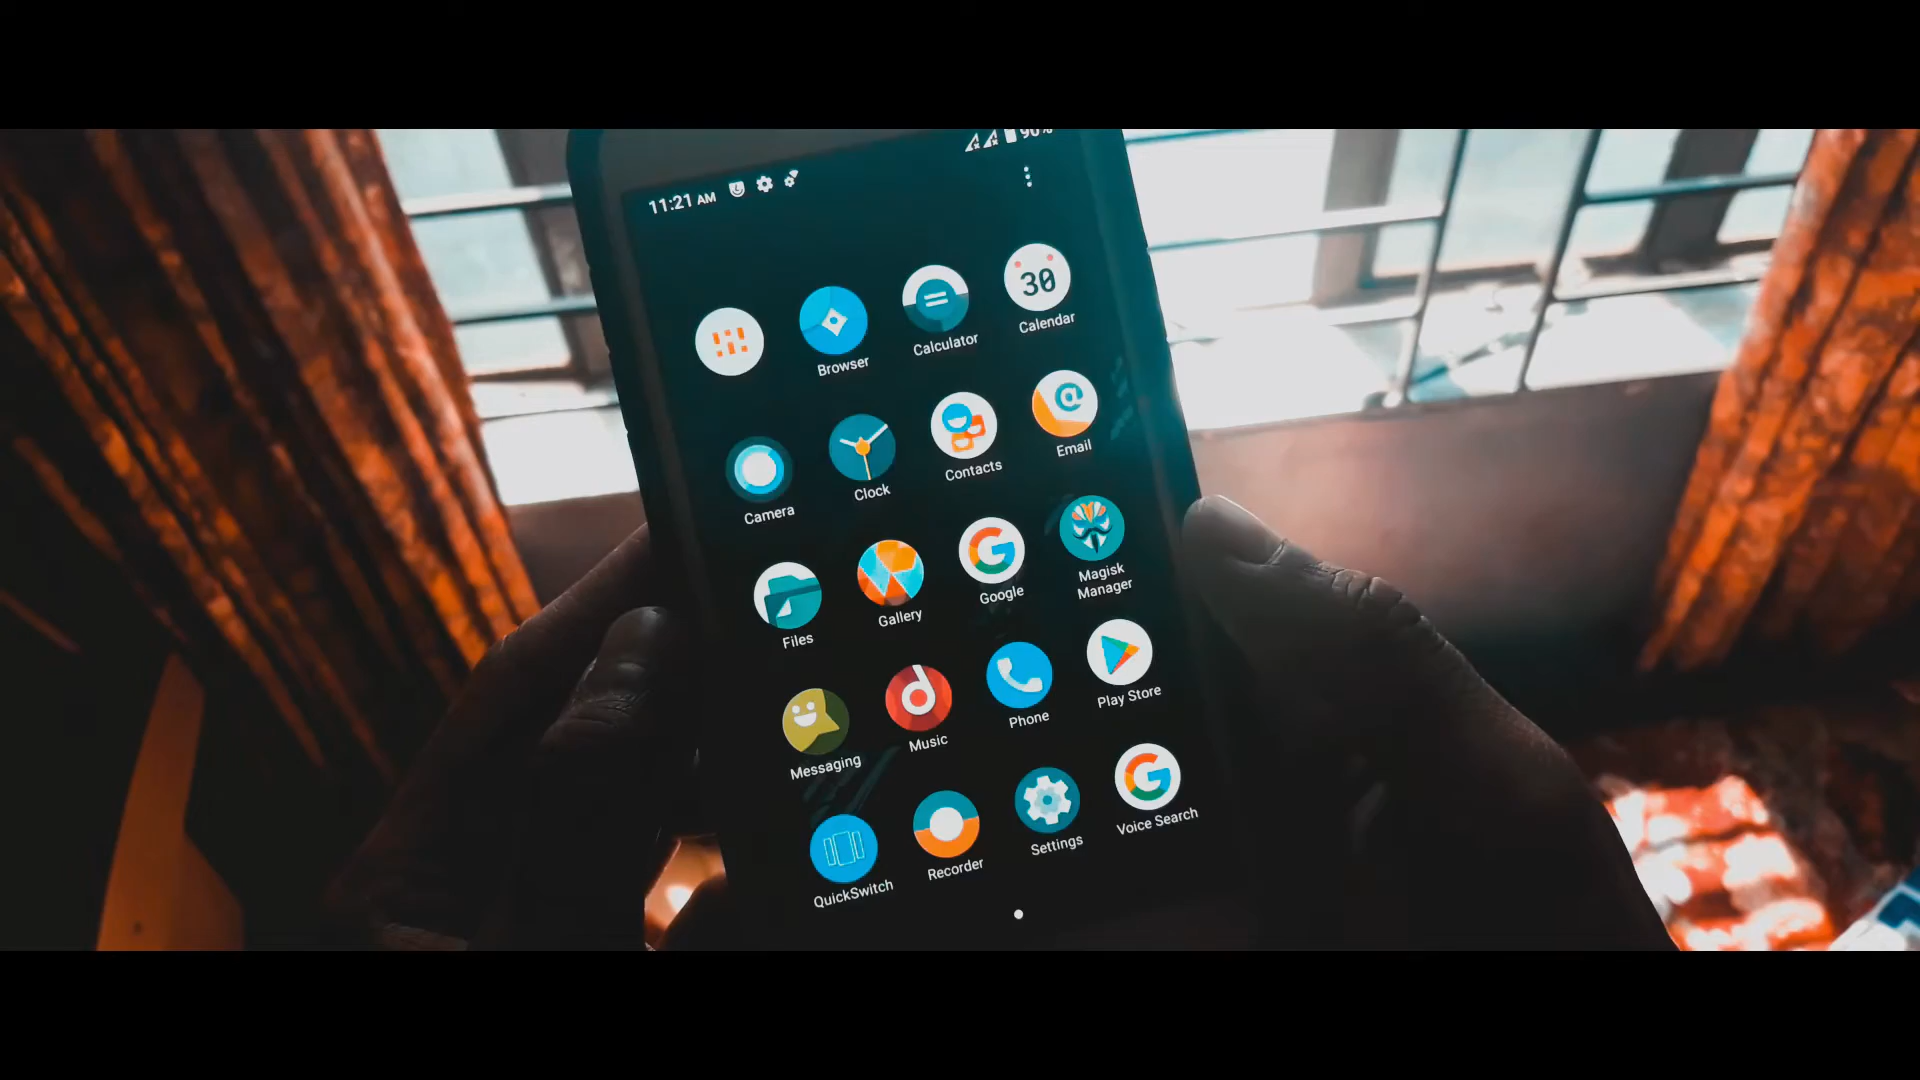 90%
11:21 AM
30
Browser
Calculator
Calendar
Camera
Clock
Contacts
@
Email
Files
Gallery
G
Google
Magisk
Manager
Messaging
Music
Phone
Play Store
QuickSwitch
Recorder
Settings
G
Voice Search